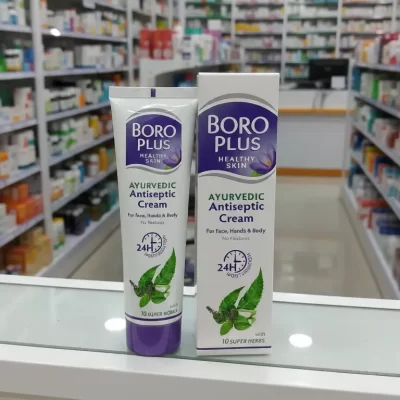 BORO
PLUS
HEALTHY
SKIN
AYURVEDIC
Antiseptic
Cream
For Face, Hands & Body
24H
with
10 SUPER HERBS
BORO
PLUS
HEALTHY
SKIN
AYURVEDIC
Antiseptic
Cream
For Face, Hands & Body
24H
with
10 SUPER HERBS